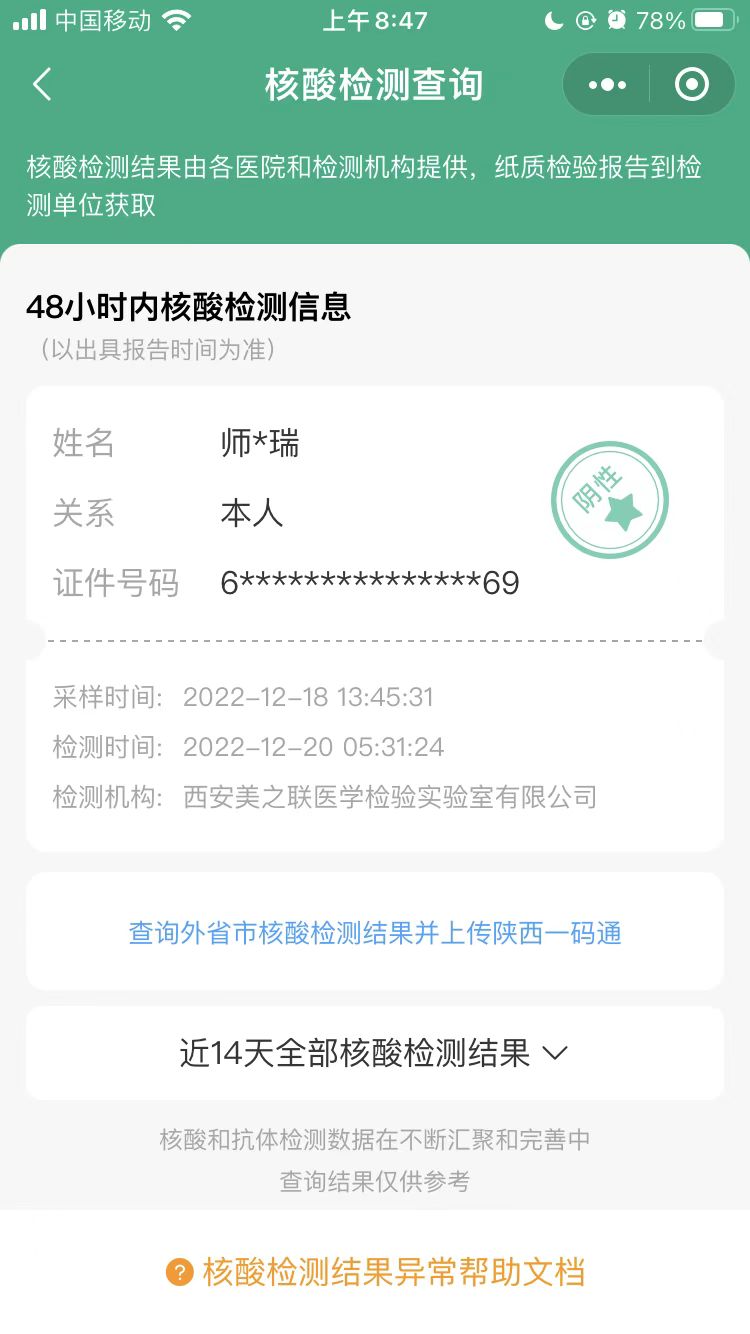 中国移动 上午8:47 78%
核酸检测查询
核酸检测结果由各医院和检测机构提供，纸质检验报告到检
测单位获取
48小时内核酸检测信息
（以出具报告时间为准）
姓名 师*瑞
关系 本人
证件号码 6***************69
阴性
采样时间: 2022-12-18 13:45:31
检测时间: 2022-12-20 05:31:24
检测机构: 西安美之联医学检验实验室有限公司
查询外省市核酸检测结果并上传陕西一码通
近14天全部核酸检测结果
核酸和抗体检测数据在不断汇聚和完善中
查询结果仅供参考
? 核酸检测结果异常帮助文档